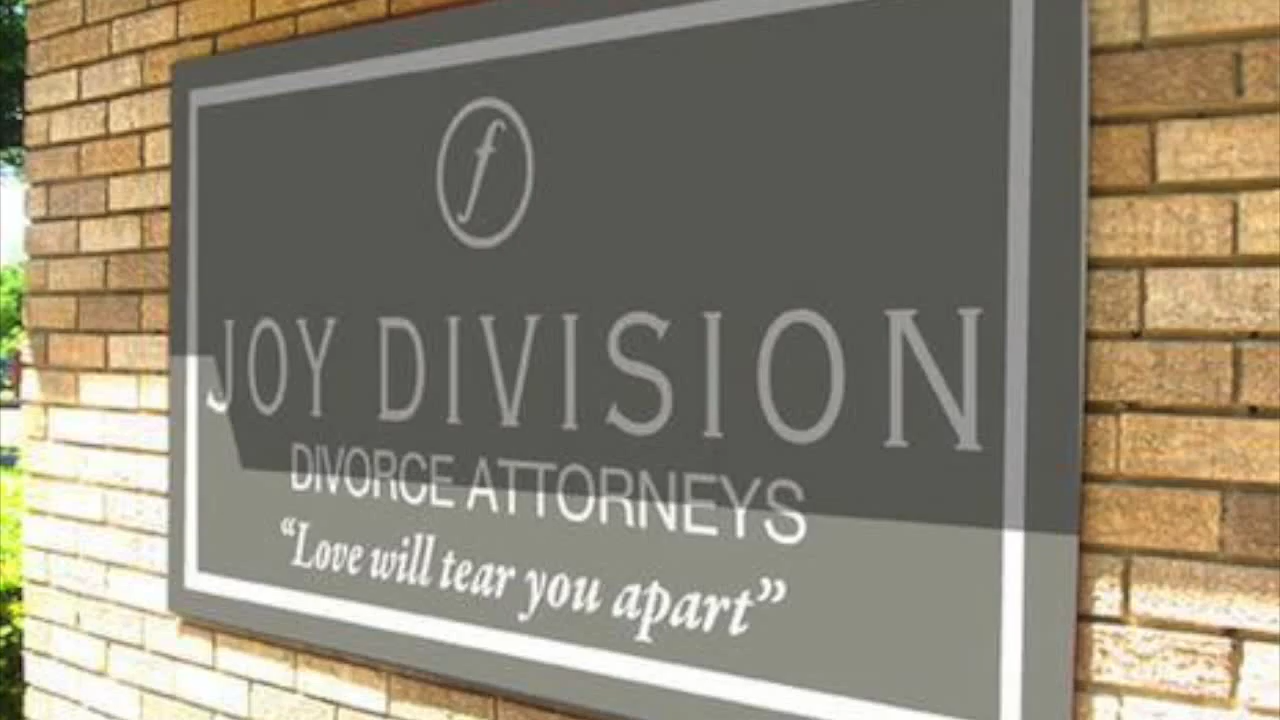 f
JOY DIVISION
DIVORCE ATTORNEYS
“Love will tear you apart”